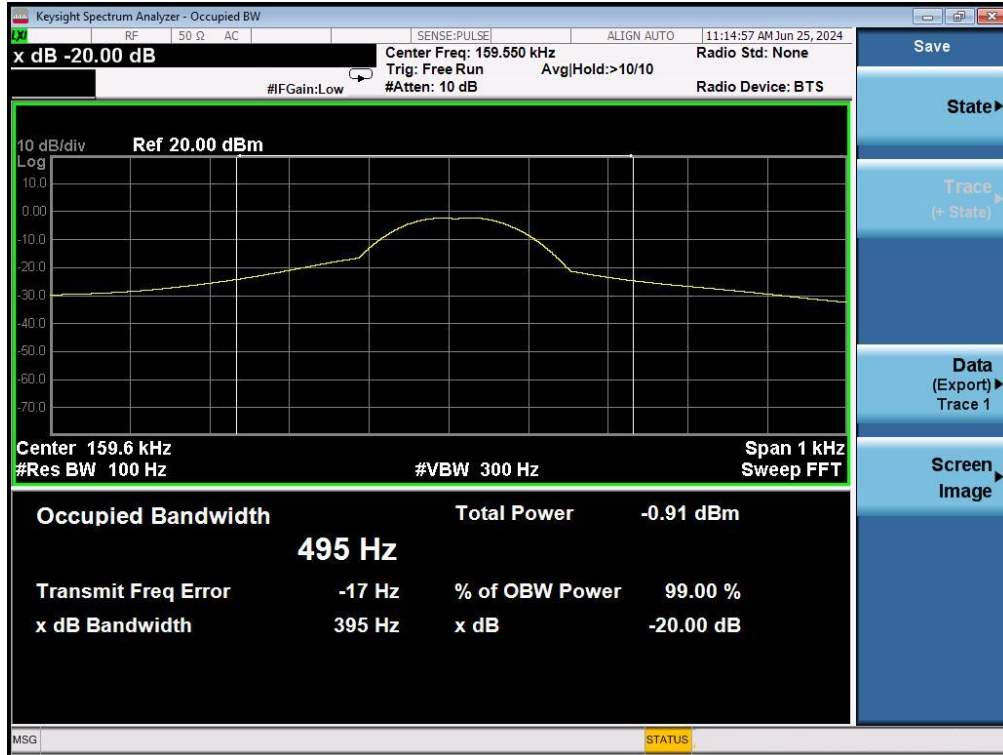 Keysight Spectrum Analyzer - Occupied BW
LXI RF 50 Ω AC SENSE:PULSE ALIGN AUTO 11:14:57 AM Jun 25, 2024
x dB -20.00 dB
Center Freq: 159.550 kHz Radio Std: None
Trig: Free Run Avg|Hold:>10/10
#IFGain:Low #Atten: 10 dB Radio Device: BTS
10 dB/div Ref 20.00 dBm
Log
10.0
0.00
-10.0
-20.0
-30.0
-40.0
-50.0
-60.0
-70.0
Center 159.6 kHz Span 1 kHz
#Res BW 100 Hz #VBW 300 Hz Sweep FFT
Occupied Bandwidth Total Power -0.91 dBm
495 Hz
Transmit Freq Error -17 Hz % of OBW Power 99.00 %
x dB Bandwidth 395 Hz x dB -20.00 dB
MSG STATUS
Save
State
Trace
(+ State)
Data
(Export)
Trace 1
Screen
Image